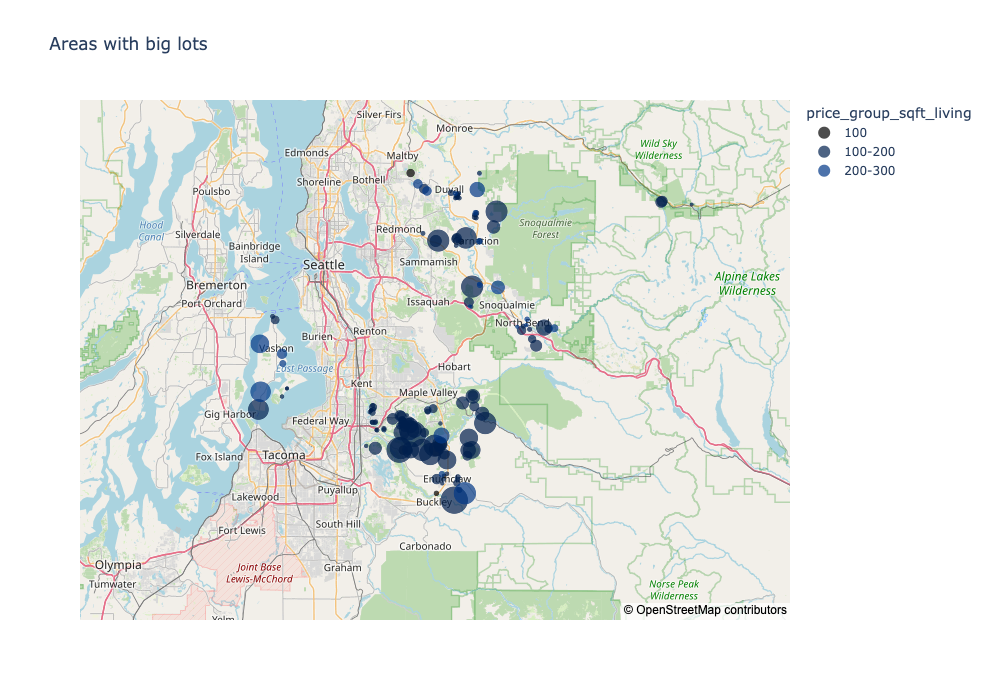 Areas with big lots
price_group_sqft_living
100
100-200
200-300
Silver Firs
Monroe
Edmonds
Maltby
Wild Sky
Wilderness
Shoreline
Bothell
Duvall
Poulsbo
Hood
Canal
Silverdale
Redmond
Snoqualmie
Forest
Bainbridge
Island
Seattle
Sammamish
Bremerton
Alpine Lakes
Wilderness
Port Orchard
Issaquah
Snoqualmie
North Bend
Burien
Renton
Vashon
East Passage
Hobart
Kent
Maple Valley
Gig Harbor
Federal Way
Fox Island
Tacoma
Enumclaw
Puyallup
Lakewood
Buckley
Fort Lewis
South Hill
Carbonado
Olympia
Joint Base
Lewis-McChord
Graham
Tumwater
Norse Peak
Wilderness
Yelm
© OpenStreetMap contributors